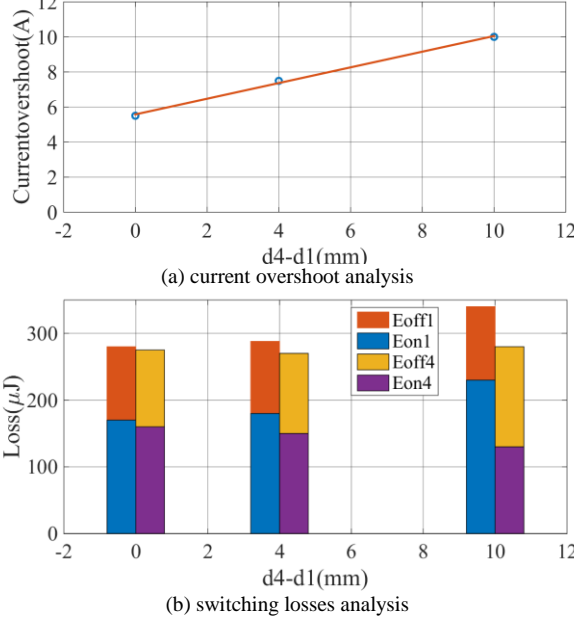 12
10
8
6
4
2
0
Currentovershoot(A)
-2 0 2 4 6 8 10 12
d4-d1(mm)
(a) current overshoot analysis
300
200
100
0
Loss(μJ)
Eoff1
Eon1
Eoff4
Eon4
-2 0 2 4 6 8 10 12
d4-d1(mm)
(b) switching losses analysis